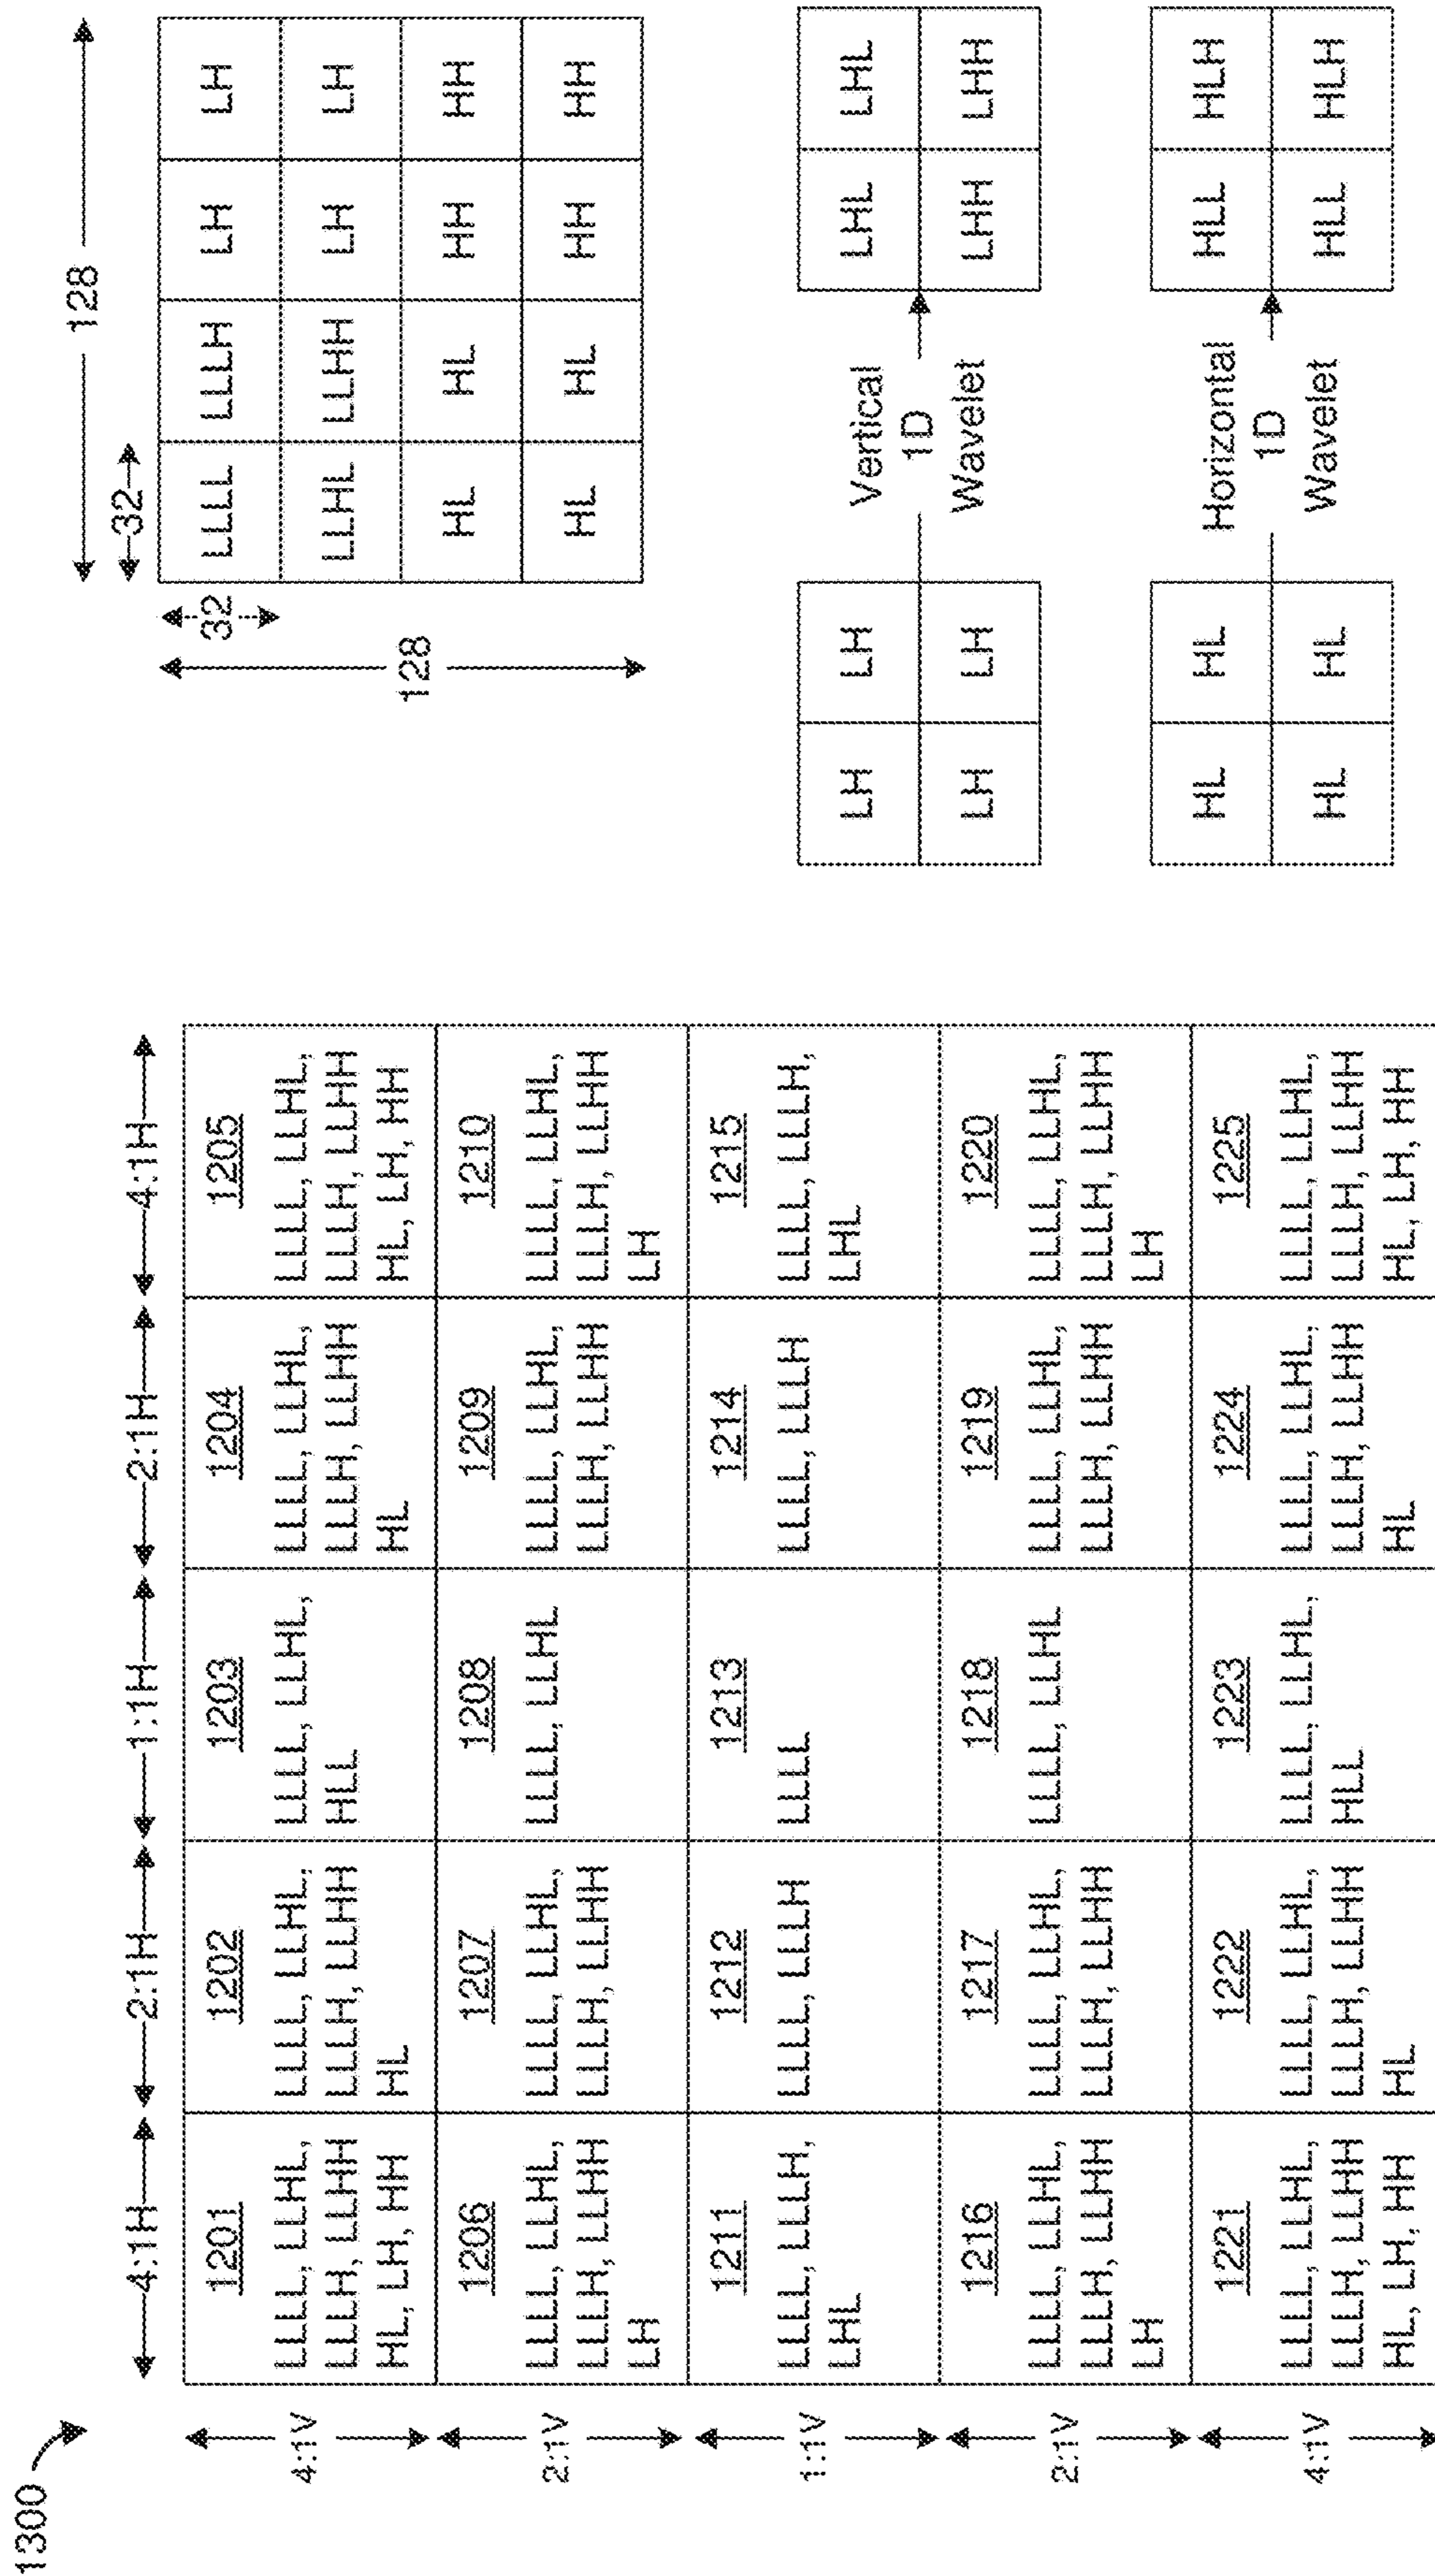 1300
4:1H
2:1H
1:1H
2:1H
4:1H
4:1V
2:1V
1:1V
2:1V
4:1V
1201
LLLL, LLHL,
LLLH, LLHH
HL, LH, HH
1202
LLLL, LLHL,
LLLH, LLHH
HL
1203
LLLL, LLHL,
HLL
1204
LLLL, LLHL,
LLLH, LLHH
HL
1205
LLLL, LLHL,
LLLH, LLHH
HL, LH, HH
1206
LLLL, LLHL,
LLLH, LLHH
LH
1207
LLLL, LLHL,
LLLH, LLHH
1208
LLLL, LLHL
1209
LLLL, LLHL,
LLLH, LLHH
1210
LLLL, LLHL,
LLLH, LLHH
LH
1211
LLLL, LLLH,
LHL
1212
LLLL, LLLH
1213
LLLL
1214
LLLL, LLLH
1215
LLLL, LLLH,
LHL
1216
LLLL, LLHL,
LLLH, LLHH
LH
1217
LLLL, LLHL,
LLLH, LLHH
1218
LLLL, LLHL
1219
LLLL, LLHL,
LLLH, LLHH
1220
LLLL, LLHL,
LLLH, LLHH
LH
1221
LLLL, LLHL,
LLLH, LLHH
HL, LH, HH
1222
LLLL, LLHL,
LLLH, LLHH
HL
1223
LLLL, LLHL,
HLL
1224
LLLL, LLHL,
LLLH, LLHH
HL
1225
LLLL, LLHL,
LLLH, LLHH
HL, LH, HH
128
32
32
128
LLLL LLLH LH LH
LLHL LLHH LH LH
HL HL HH HH
HL HL HH HH
LH LH
LH LH
Vertical
1D
Wavelet
LHL LHL
LHH LHH
HL HL
HL HL
Horizontal
1D
Wavelet
HLL HLH
HLL HLH